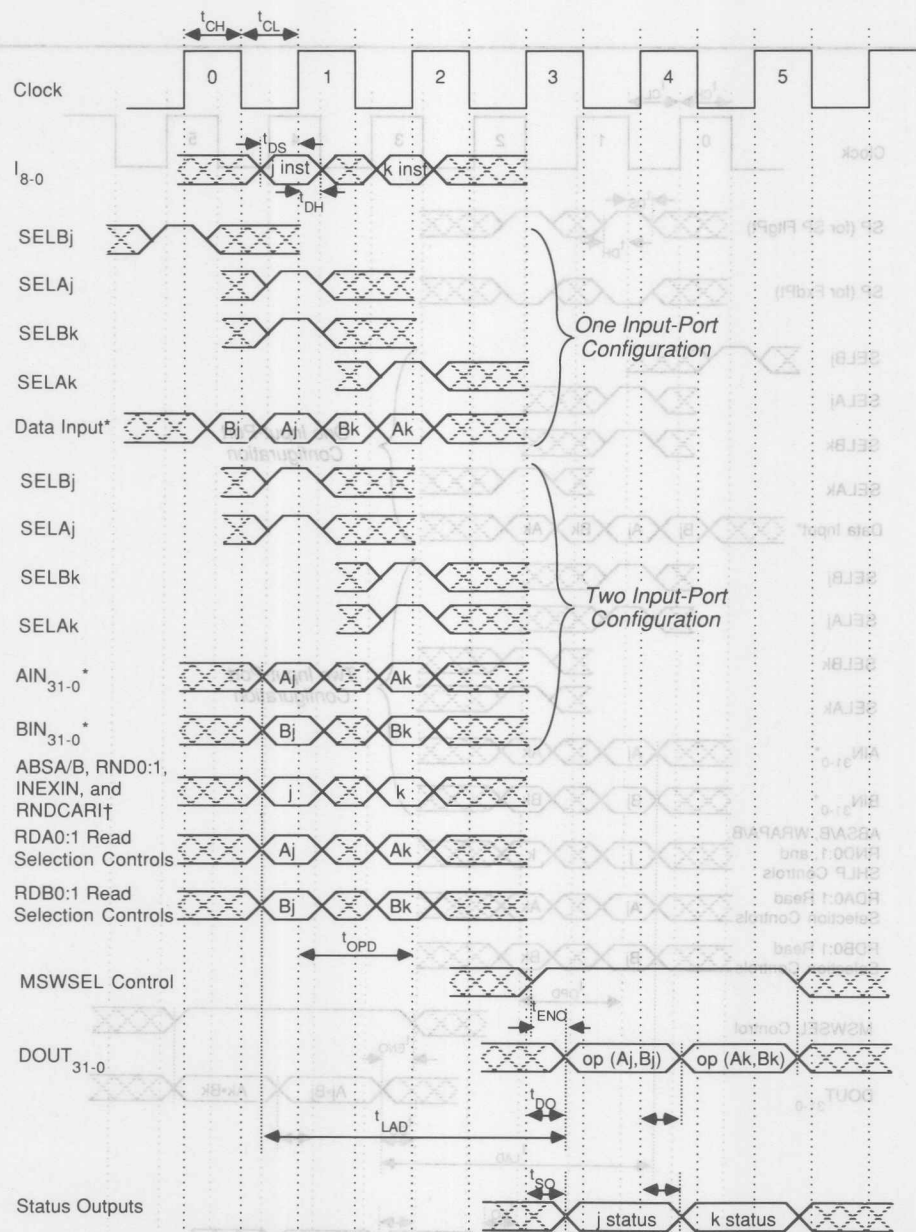 tCH tCL
Clock 0 1 2 3 4 5
tDS
I8-0 j inst k inst
tDH
SELBj
SELAj
SELBk
One Input-Port
Configuration
SELAk
Data Input* Bj Aj Bk Ak
SELBj
SELAj
SELBk
Two Input-Port
Configuration
SELAk
AIN31-0* Aj Ak
BIN31-0* Bj Bk
ABSA/B, RND0:1,
INEXIN, and
RNDCARI† j k
RDA0:1 Read
Selection Controls Aj Ak
RDB0:1 Read
Selection Controls Bj Bk
tOPD
MSWSEL Control
tENO
DOUT31-0 op (Aj,Bj) op (Ak,Bk)
tDO
tLAD
tSO
Status Outputs j status k status